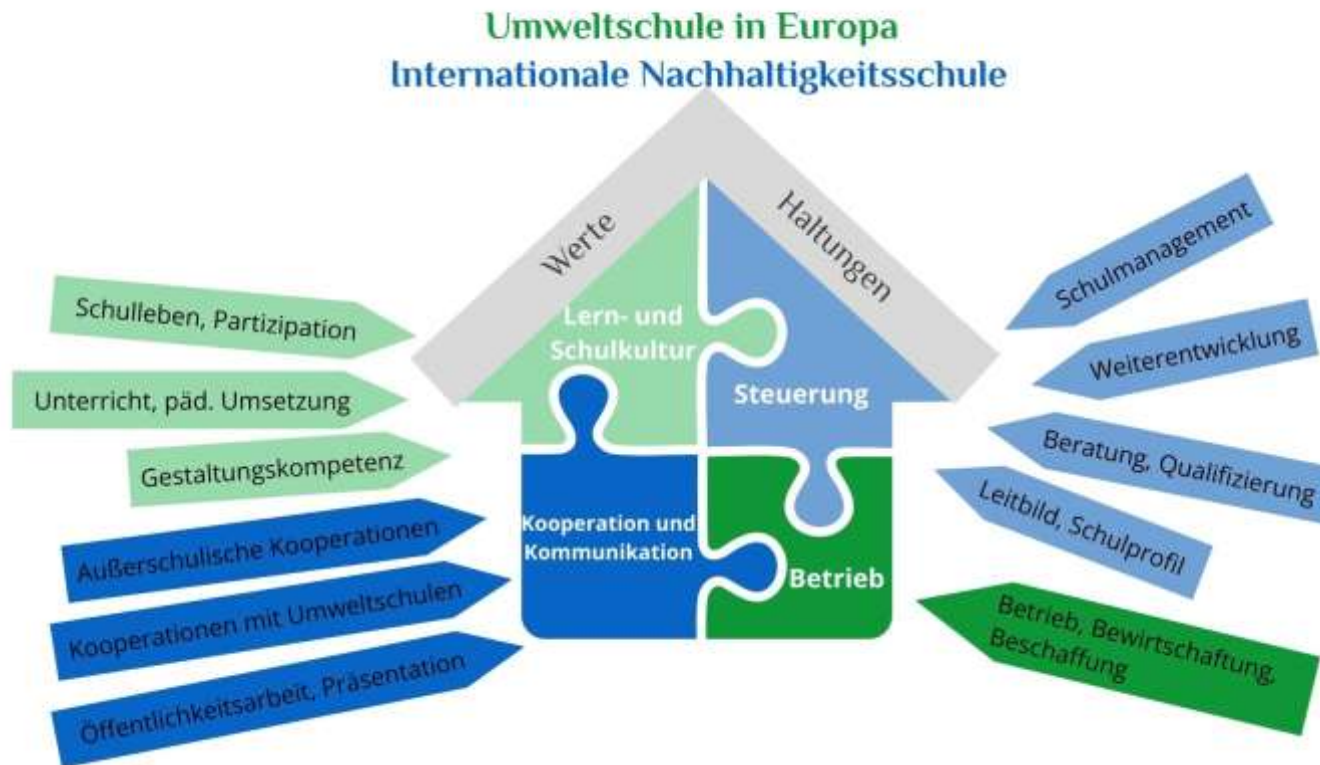 Umweltschule in Europa
Internationale Nachhaltigkeitsschule
Werte
Haltungen
Lern- und
Schulkultur
Steuerung
Kooperation und
Kommunikation
Betrieb
Schulleben, Partizipation
Unterricht, päd. Umsetzung
Gestaltungskompetenz
Außerschulische Kooperationen
Kooperationen mit Umweltschulen
Öffentlichkeitsarbeit, Präsentation
Schulmanagement
Weiterentwicklung
Beratung, Qualifizierung
Leitbild, Schulprofil
Betrieb, Bewirtschaftung,
Beschaffung